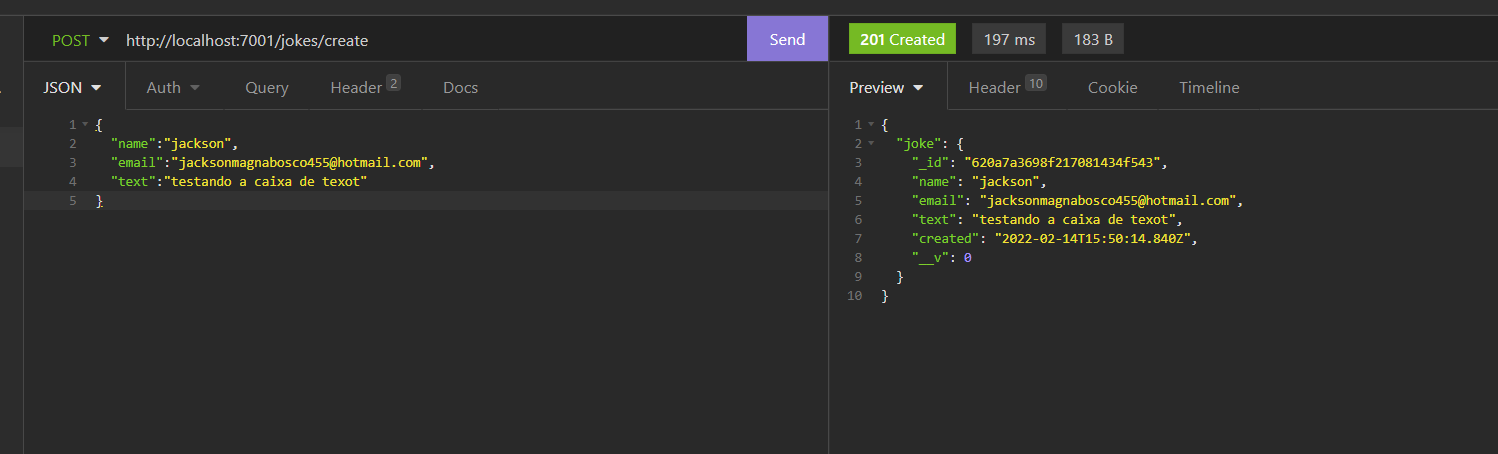 POST http://localhost:7001/jokes/create Send
JSON Auth Query Header 2 Docs
1 {
2 "name":"jackson",
3 "email":"jacksonmagnabosco455@hotmail.com",
4 "text":"testando a caixa de texot"
5 }
201 Created 197 ms 183 B
Preview Header 10 Cookie Timeline
1 {
2 "joke": {
3 "_id": "620a7a3698f217081434f543",
4 "name": "jackson",
5 "email": "jacksonmagnabosco455@hotmail.com",
6 "text": "testando a caixa de texot",
7 "created": "2022-02-14T15:50:14.840Z",
8 "__v": 0
9 }
10 }